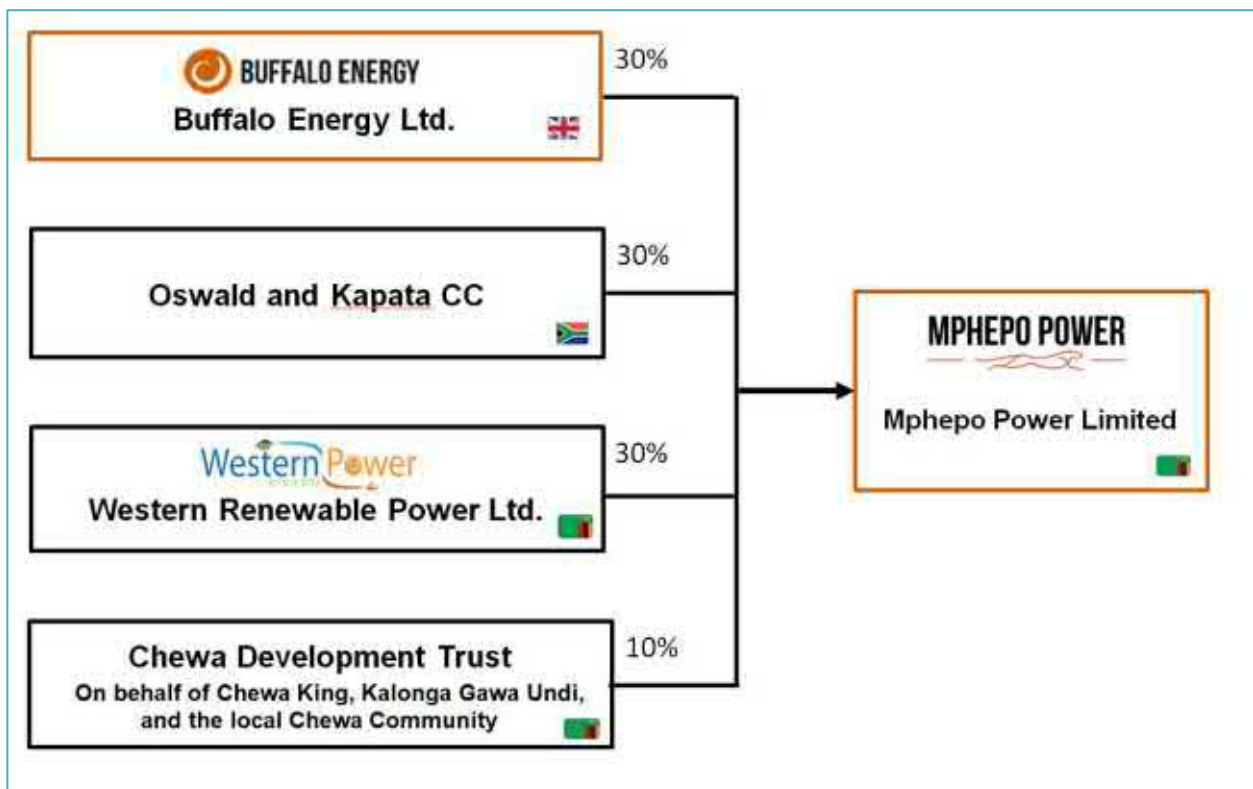 BUFFALO ENERGY
Buffalo Energy Ltd.
30%
Oswald and Kapata CC
30%
Western Power
Western Renewable Power Ltd.
30%
Chewa Development Trust
On behalf of Chewa King, Kalonga Gawa Undi,
and the local Chewa Community
10%
MPHEPO POWER
Mphepo Power Limited